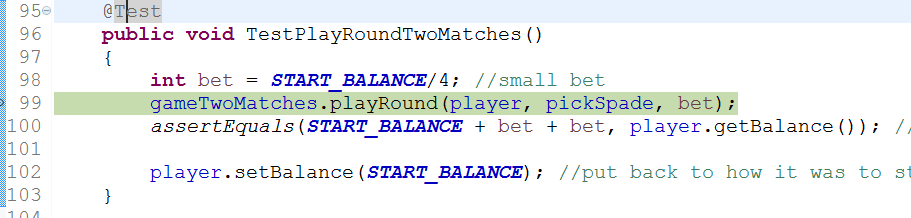 95 @Test
96 public void TestPlayRoundTwoMatches()
97 {
98 int bet = START_BALANCE/4; //small bet
99 gameTwoMatches.playRound(player, pickSpade, bet);
100 assertEquals(START_BALANCE + bet + bet, player.getBalance()); //
101
102 player.setBalance(START_BALANCE); //put back to how it was to st
103 }
104